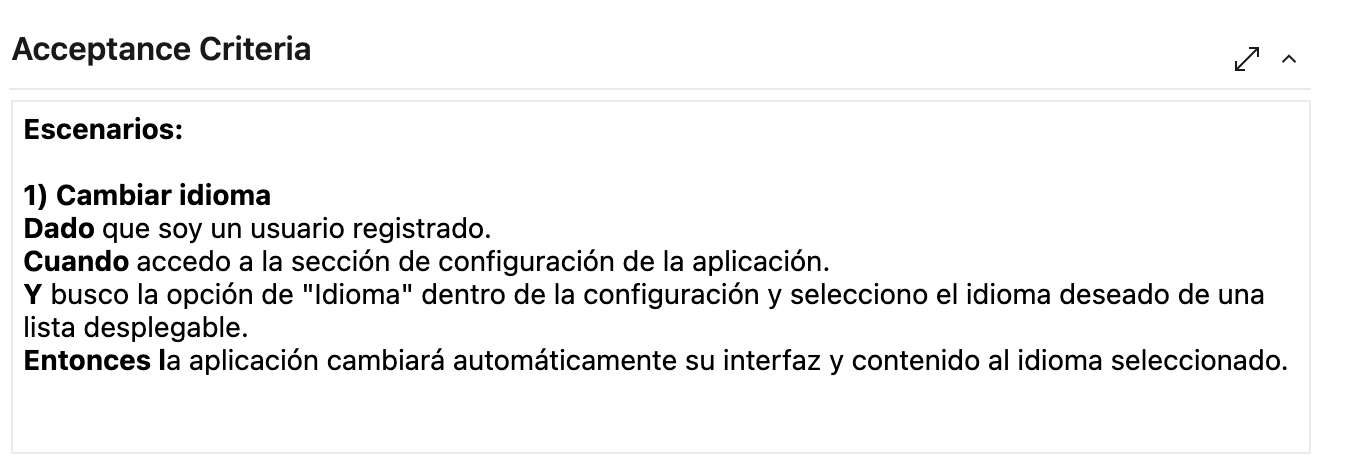 Acceptance Criteria
Escenarios:
1) Cambiar idioma
Dado que soy un usuario registrado.
Cuando accedo a la sección de configuración de la aplicación.
Y busco la opción de "Idioma" dentro de la configuración y selecciono el idioma deseado de una
lista desplegable.
Entonces la aplicación cambiará automáticamente su interfaz y contenido al idioma seleccionado.